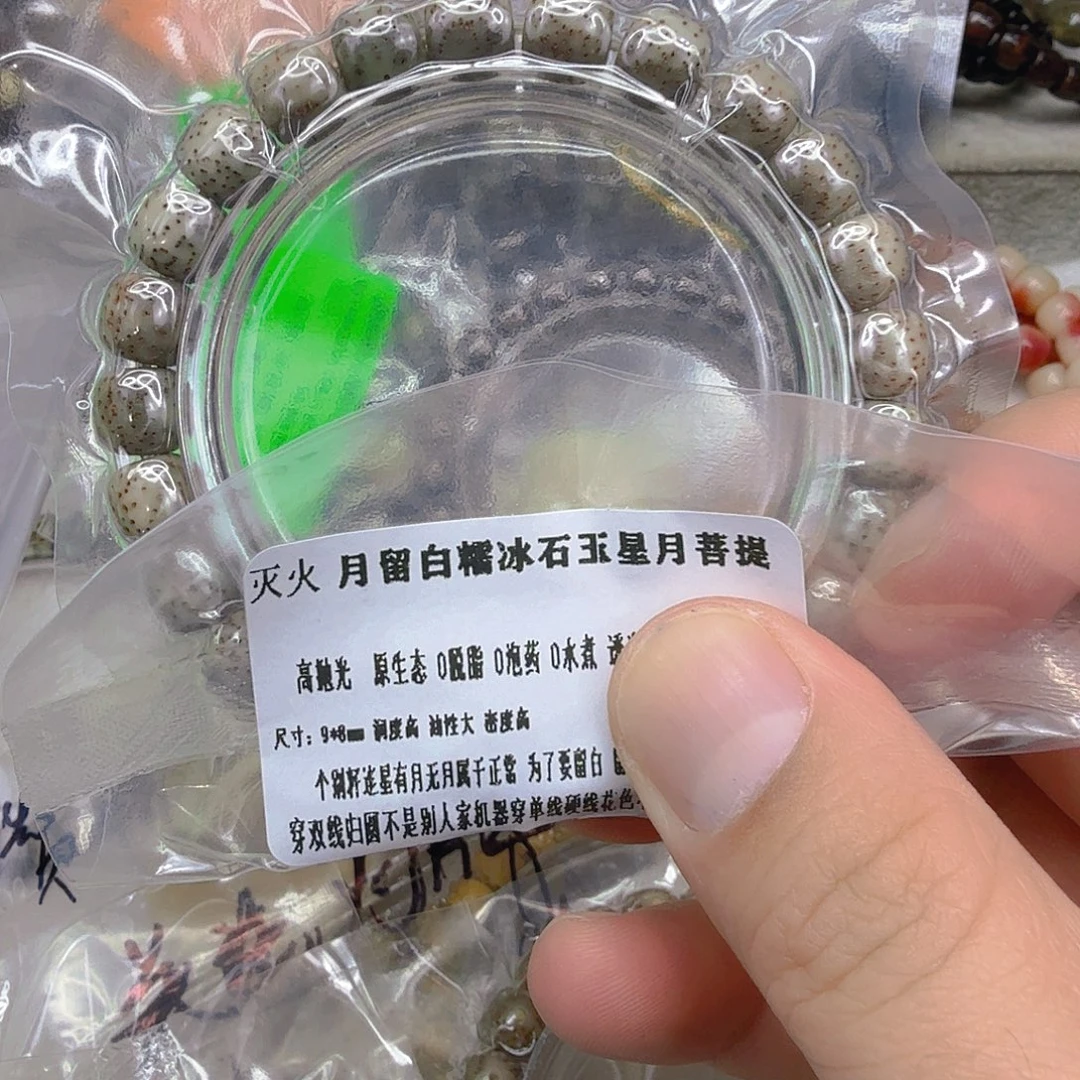 灭火 月留白糯冰石玉星月菩提
高抛光 原生态 0脱脂 0泡药 0水煮 透
尺寸：9*8mm 润度高 油性大 密度高
个别奸连星有月无月属于正常 为了要留白 留
穿双线归圆不是别人家机器穿单线硬线花色